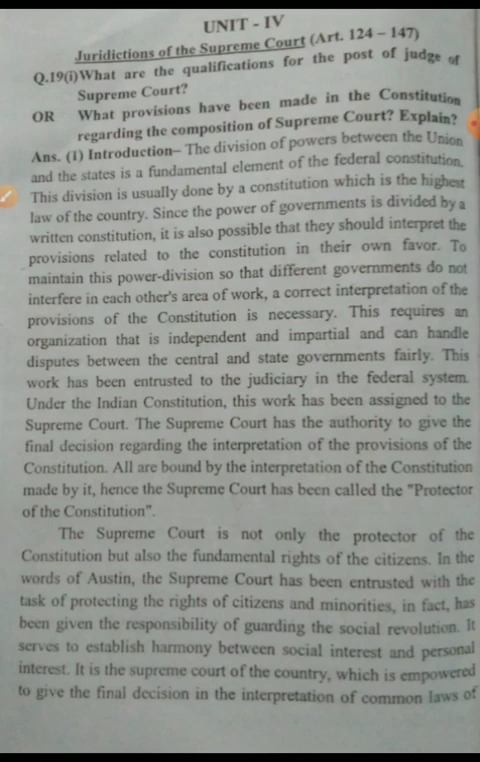 UNIT - IV
Juridictions of the Supreme Court (Art. 124 – 147)
Q.19(i)What are the qualifications for the post of judge of
Supreme Court?
OR What provisions have been made in the Constitution
regarding the composition of Supreme Court? Explain?
Ans. (1) Introduction– The division of powers between the Union
and the states is a fundamental element of the federal constitution.
This division is usually done by a constitution which is the highest
law of the country. Since the power of governments is divided by a
written constitution, it is also possible that they should interpret the
provisions related to the constitution in their own favor. To
maintain this power-division so that different governments do not
interfere in each other's area of work, a correct interpretation of the
provisions of the Constitution is necessary. This requires an
organization that is independent and impartial and can handle
disputes between the central and state governments fairly. This
work has been entrusted to the judiciary in the federal system.
Under the Indian Constitution, this work has been assigned to the
Supreme Court. The Supreme Court has the authority to give the
final decision regarding the interpretation of the provisions of the
Constitution. All are bound by the interpretation of the Constitution
made by it, hence the Supreme Court has been called the "Protector
of the Constitution".
The Supreme Court is not only the protector of the
Constitution but also the fundamental rights of the citizens. In the
words of Austin, the Supreme Court has been entrusted with the
task of protecting the rights of citizens and minorities, in fact, has
been given the responsibility of guarding the social revolution. It
serves to establish harmony between social interest and personal
interest. It is the supreme court of the country, which is empowered
to give the final decision in the interpretation of common laws of